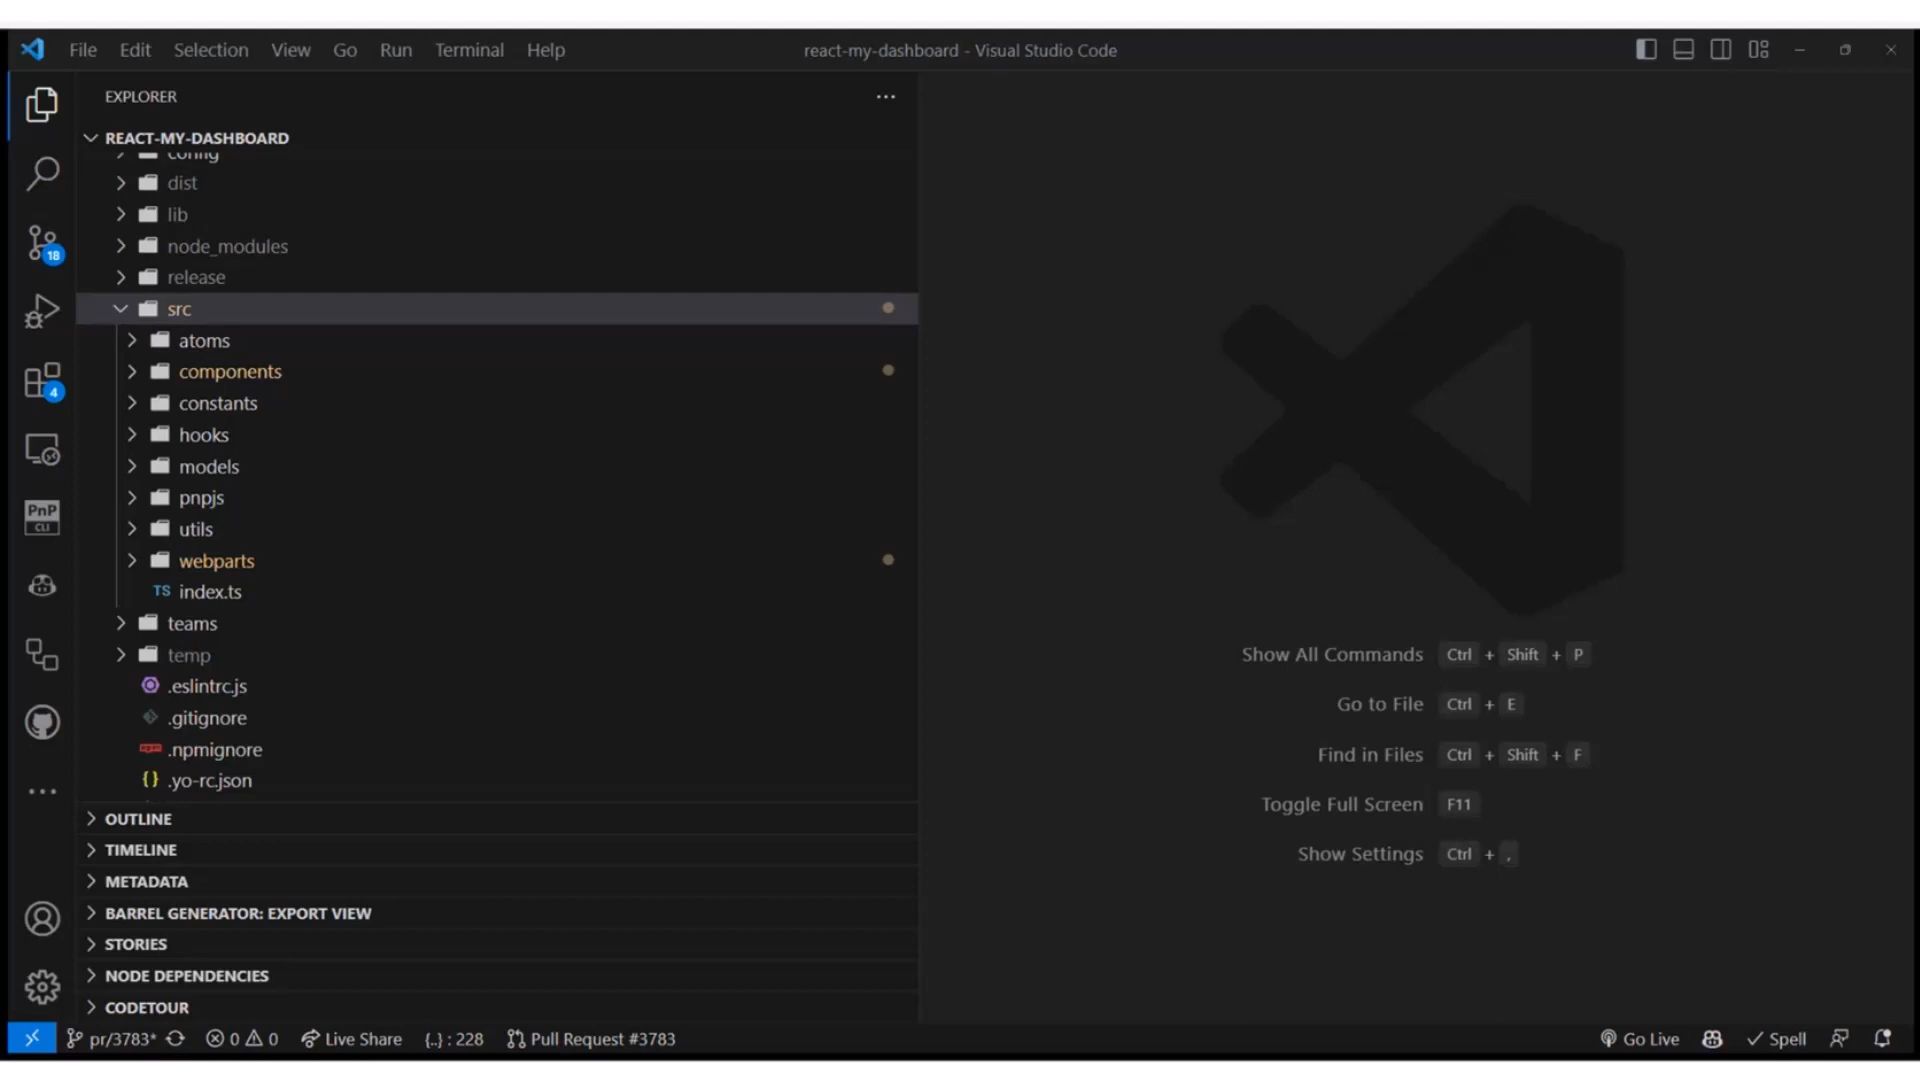 File Edit Selection View Go Run Terminal Help
react-my-dashboard - Visual Studio Code
EXPLORER
REACT-MY-DASHBOARD
config
dist
lib
node_modules
release
src
atoms
components
constants
hooks
models
pnpjs
utils
webparts
TS index.ts
teams
temp
.eslintrc.js
.gitignore
npm .npmignore
{} .yo-rc.json
OUTLINE
TIMELINE
METADATA
BARREL GENERATOR: EXPORT VIEW
STORIES
NODE DEPENDENCIES
CODETOUR
18
4
PnP
CLI
Show All Commands Ctrl + Shift + P
Go to File Ctrl + E
Find in Files Ctrl + Shift + F
Toggle Full Screen F11
Show Settings Ctrl + ,
pr/3783* 0 0 Live Share {..} : 228 Pull Request #3783 Go Live Spell